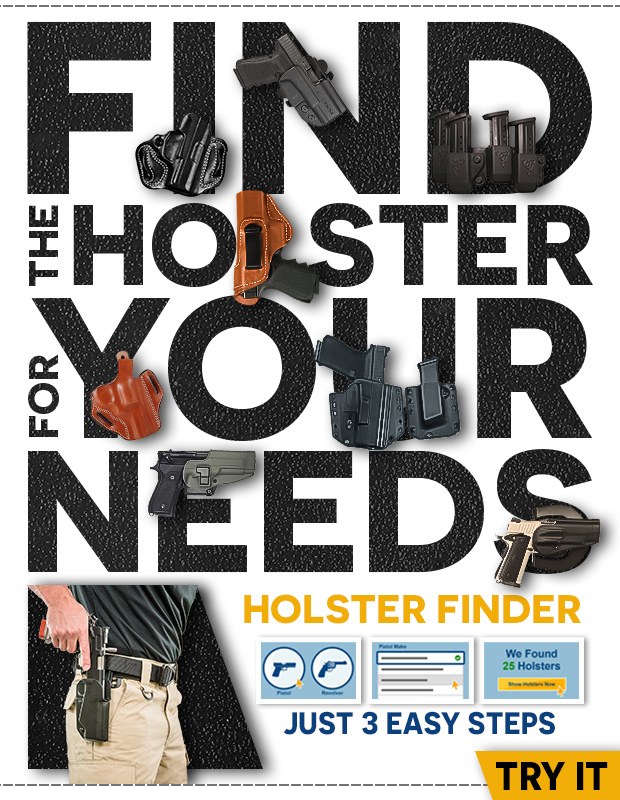 FIND
THE HOLSTER
FOR YOUR
NEEDS
HOLSTER FINDER
Pistol
Revolver
Pistol Make
We Found
25 Holsters
Show Holsters Now
JUST 3 EASY STEPS
TRY IT